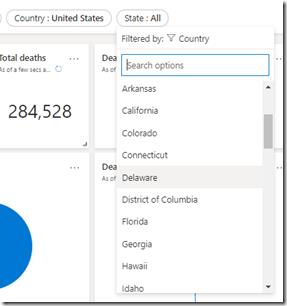 Country : United States
State : All
Total deaths
As of a few secs a...
284,528
Dea
As of
Dea
As of
Filtered by: Country
Search options
Arkansas
California
Colorado
Connecticut
Delaware
District of Columbia
Florida
Georgia
Hawaii
Idaho